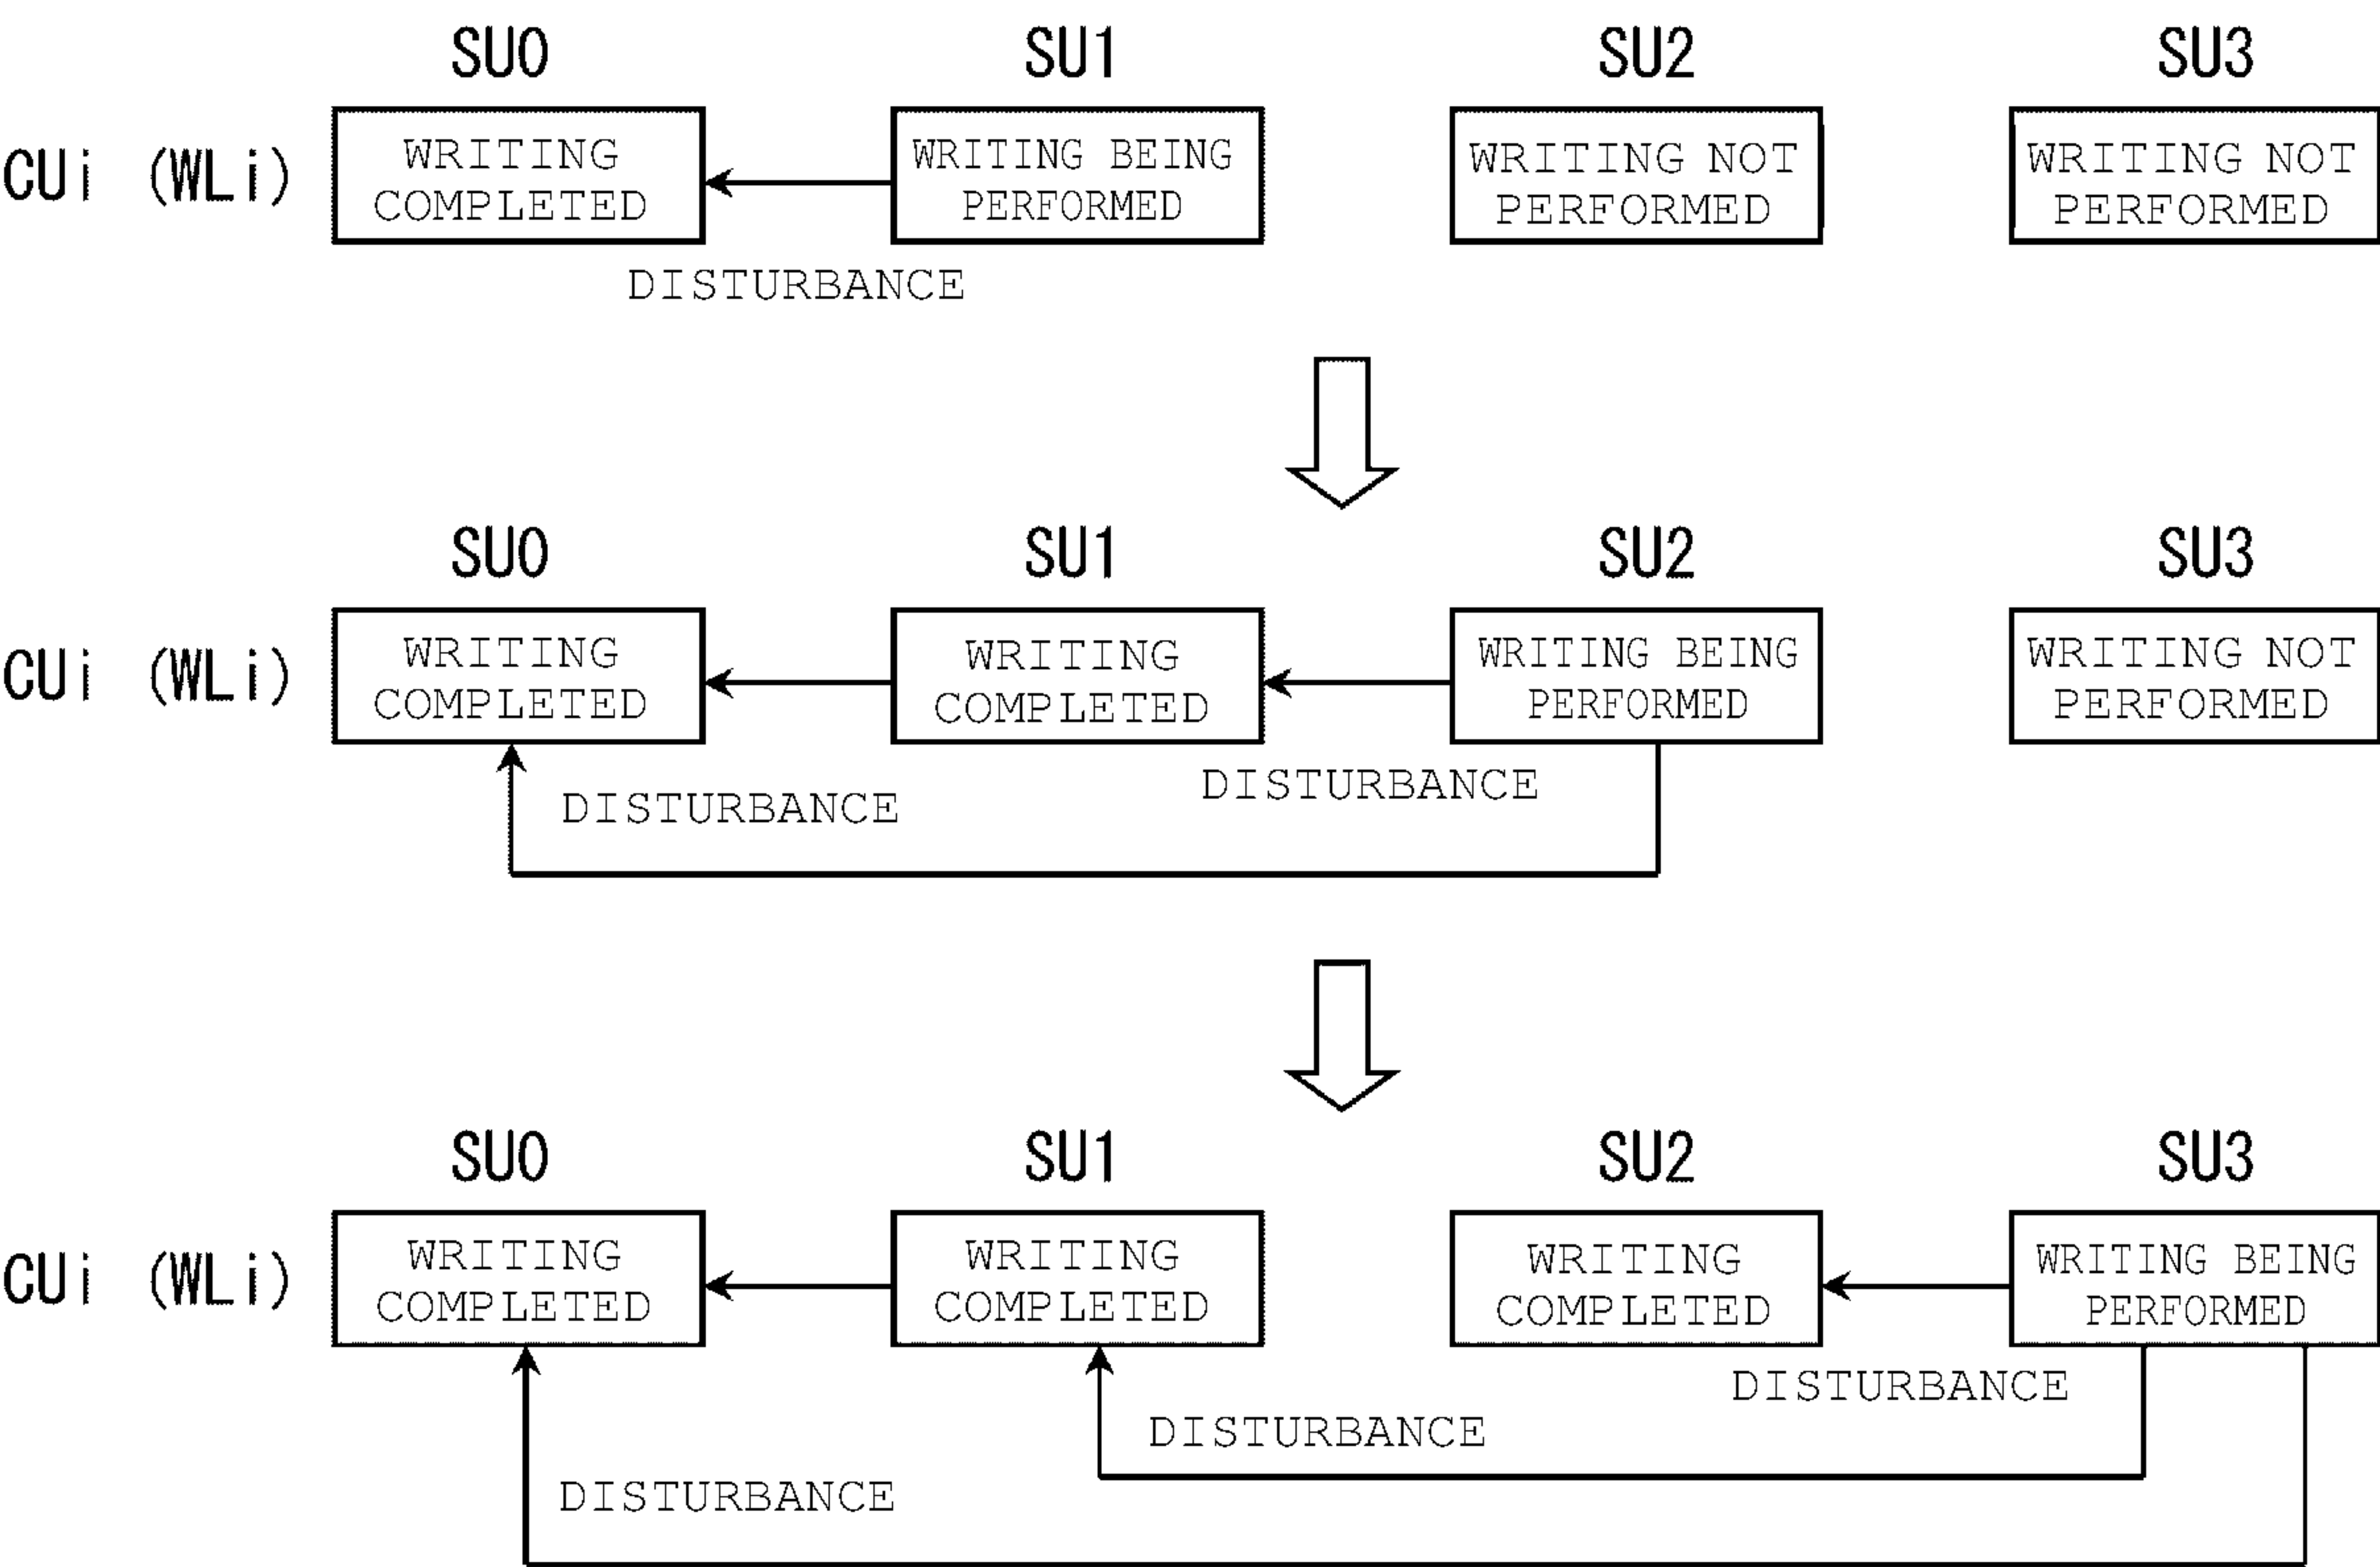 SU0 SU1 SU2 SU3
CUi (WLi)
WRITING COMPLETED
WRITING BEING PERFORMED
WRITING NOT PERFORMED
WRITING NOT PERFORMED
DISTURBANCE
SU0 SU1 SU2 SU3
CUi (WLi)
WRITING COMPLETED
WRITING COMPLETED
WRITING BEING PERFORMED
WRITING NOT PERFORMED
DISTURBANCE
DISTURBANCE
SU0 SU1 SU2 SU3
CUi (WLi)
WRITING COMPLETED
WRITING COMPLETED
WRITING COMPLETED
WRITING BEING PERFORMED
DISTURBANCE
DISTURBANCE
DISTURBANCE